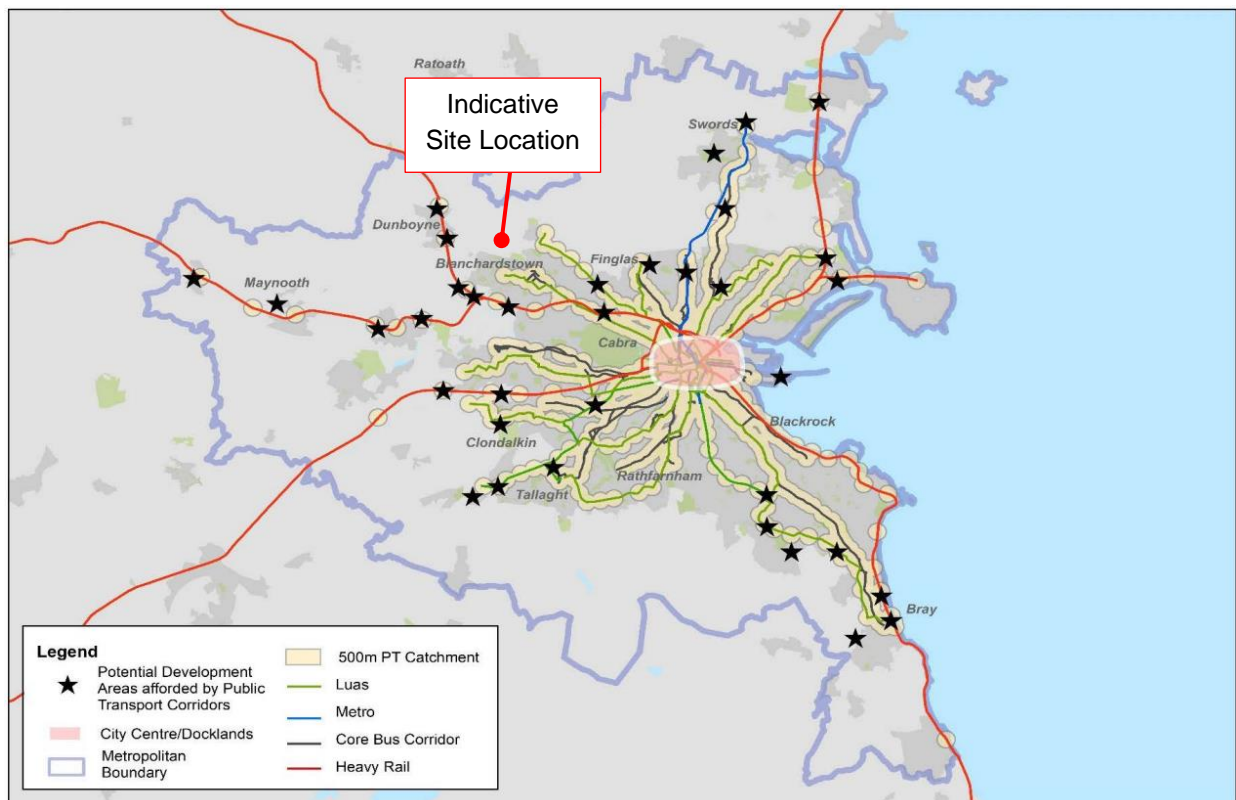 Ratoath
Indicative
Site Location
Swords
Dunboyne
Blanchardstown
Finglas
Maynooth
Cabra
Blackrock
Clondalkin
Rathfarnham
Tallaght
Bray
Legend
Potential Development
Areas afforded by Public
Transport Corridors
City Centre/Docklands
Metropolitan
Boundary
500m PT Catchment
Luas
Metro
Core Bus Corridor
Heavy Rail